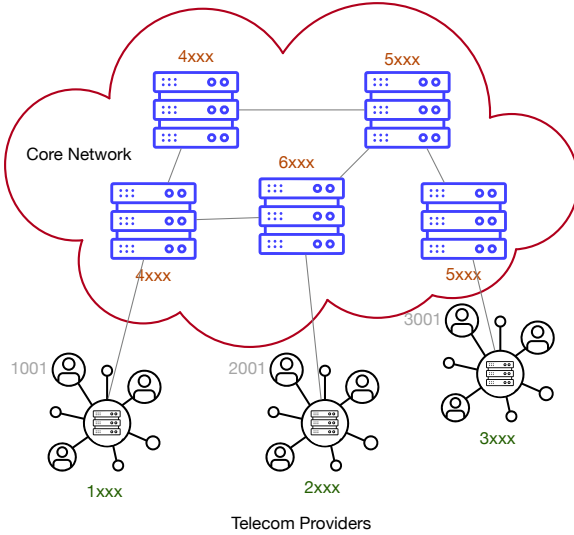 4xxx
5xxx
Core Network
6xxx
4xxx
5xxx
3001
1001
2001
3xxx
1xxx
2xxx
Telecom Providers